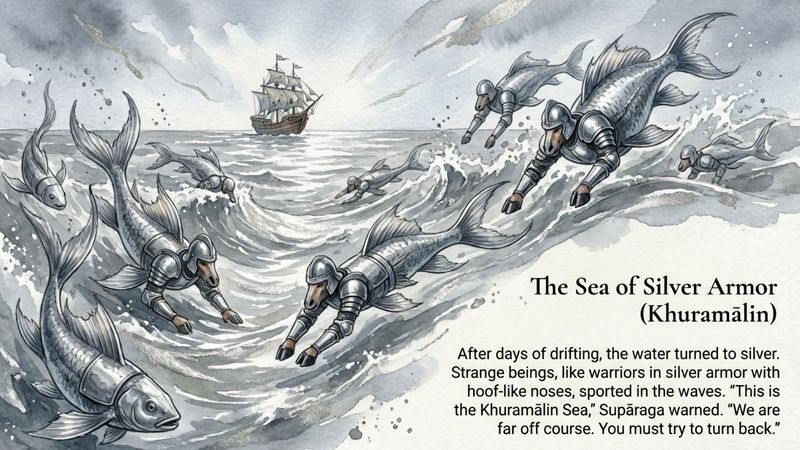 The Sea of Silver Armor
(Khuramālin)
After days of drifting, the water turned to silver.
Strange beings, like warriors in silver armor with
hoof-like noses, sported in the waves. “This is
the Khuramālin Sea,” Supāraga warned. “We are
far off course. You must try to turn back.”